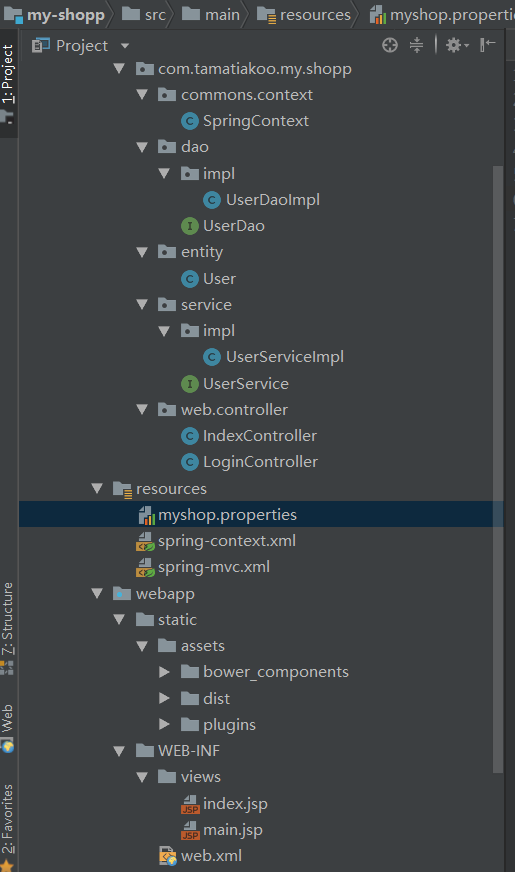 my-shopp src main resources myshop.properti
Project
com.tamatiakoo.my.shopp
commons.context
SpringContext
dao
impl
UserDaoImpl
UserDao
entity
User
service
impl
UserServiceImpl
UserService
web.controller
IndexController
LoginController
resources
myshop.properties
spring-context.xml
spring-mvc.xml
webapp
static
assets
bower_components
dist
plugins
WEB-INF
views
index.jsp
main.jsp
web.xml
1: Project
7: Structure
Web
2: Favorites